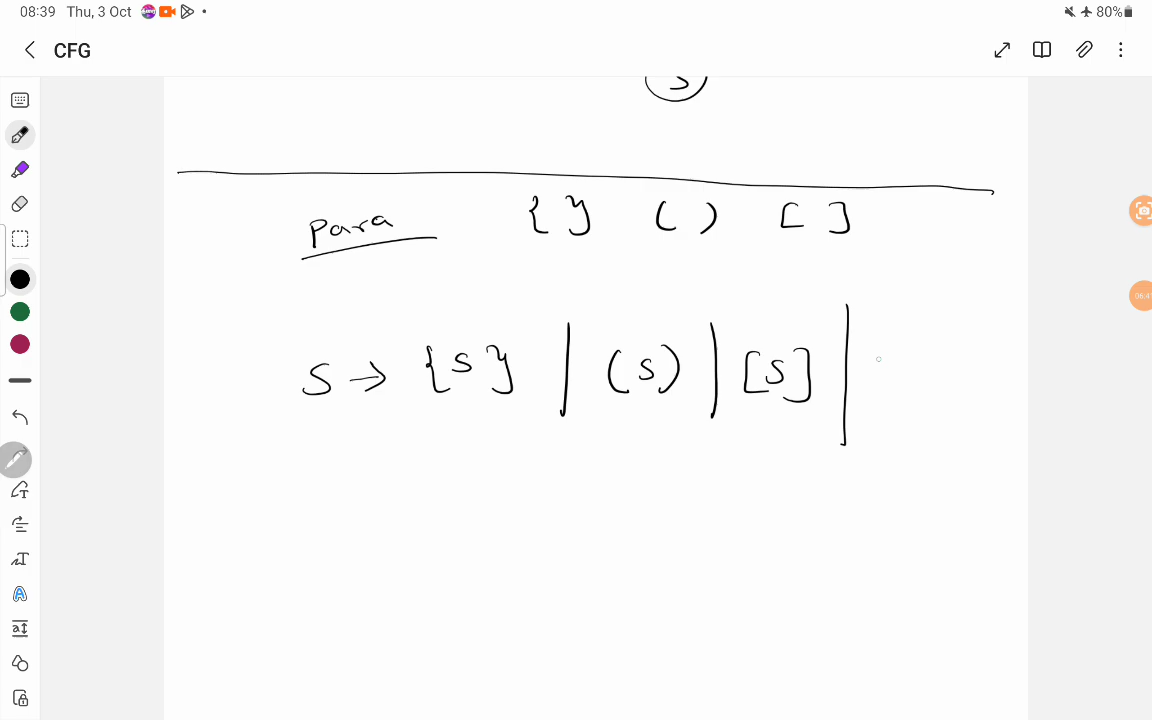 08:39 Thu, 3 Oct 80%
CFG
S
Para { } ( ) [ ]
S → {S} | (S) | [S] |